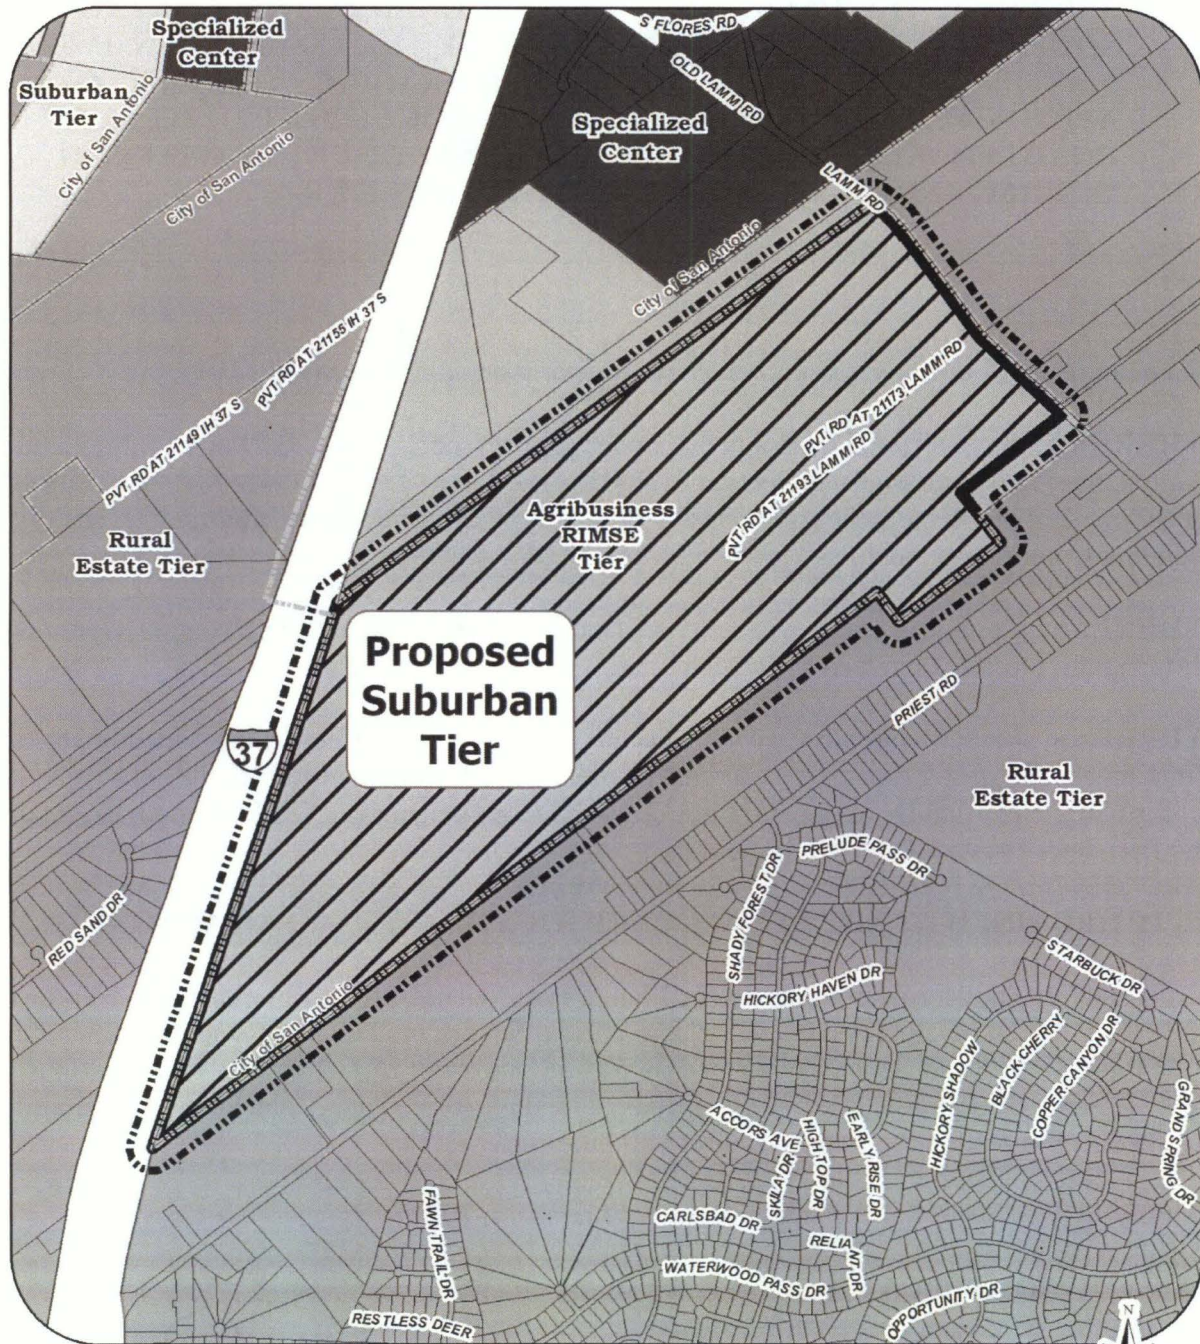 S FLORES RD
Specialized
Center
OLD LAMM RD
Suburban
Tier
City of San Antonio
City of San Antonio
Specialized
Center
LAMM RD
City of San Antonio
PVT RD AT 21155 IH 37 S
PVT RD AT 21149 IH 37 S
PVT RD AT 21173 LAMM RD
PVT RD AT 21193 LAMM RD
Agribusiness
RIMSE
Tier
Rural
Estate Tier
Proposed
Suburban
Tier
37
PRIEST RD
Rural
Estate Tier
PRELUDE PASS DR
SHADY FOREST DR
RED SAND DR
HICKORY HAVEN DR
STARBUCK DR
City of San Antonio
HICKORY SHADOW
BLACK CHERRY
COPPER CANYON DR
GRAND SPRING DR
ACCORS AVE
SKILAI DR
HIGH TOP DR
EARLY RISE DR
FAWN TRAIL DR
CARLSBAD DR
RELIANT DR
WATERWOOD PASS DR
OPPORTUNITY DR
RESTLESS DEER
N